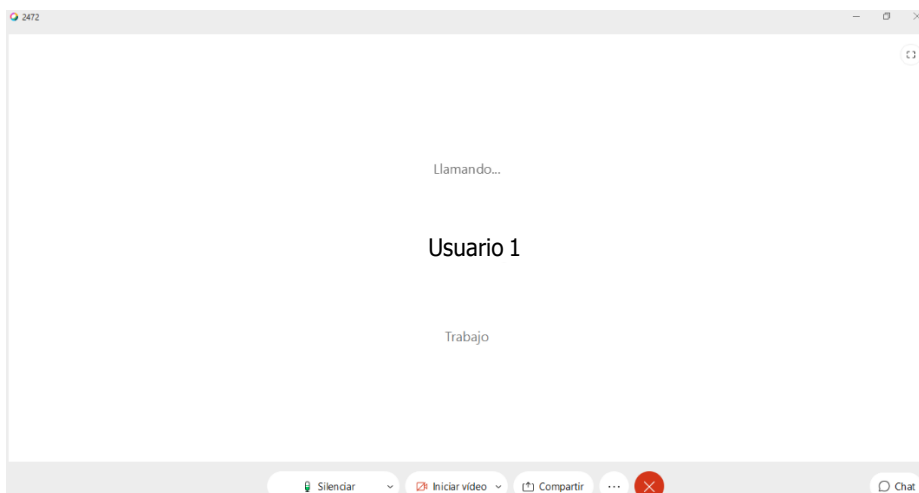 2472
Llamando...
Usuario 1
Trabajo
Silenciar
Iniciar vídeo
Compartir
Chat